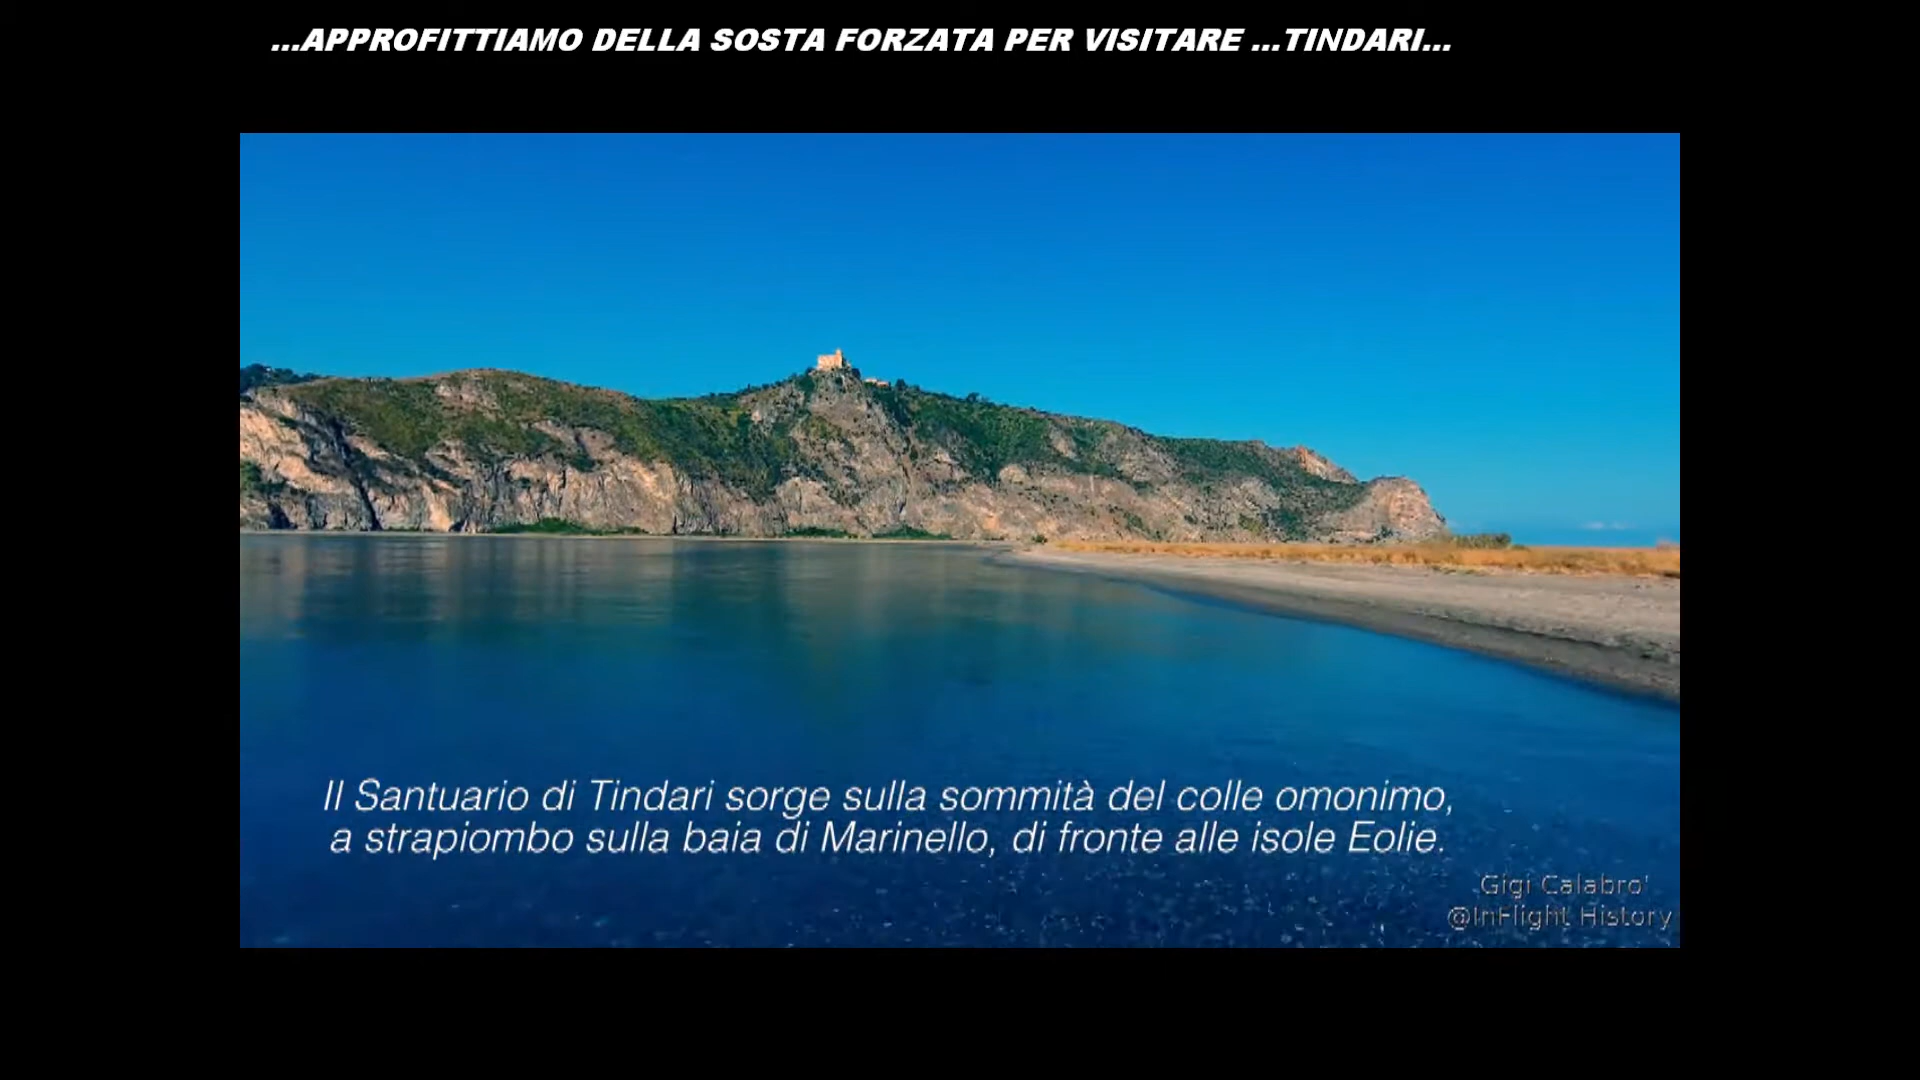 ...APPROFITTIAMO DELLA SOSTA FORZATA PER VISITARE ...TINDARI...
Il Santuario di Tindari sorge sulla sommità del colle omonimo,
a strapiombo sulla baia di Marinello, di fronte alle isole Eolie.
Gigi Calabro'
@InFlight History